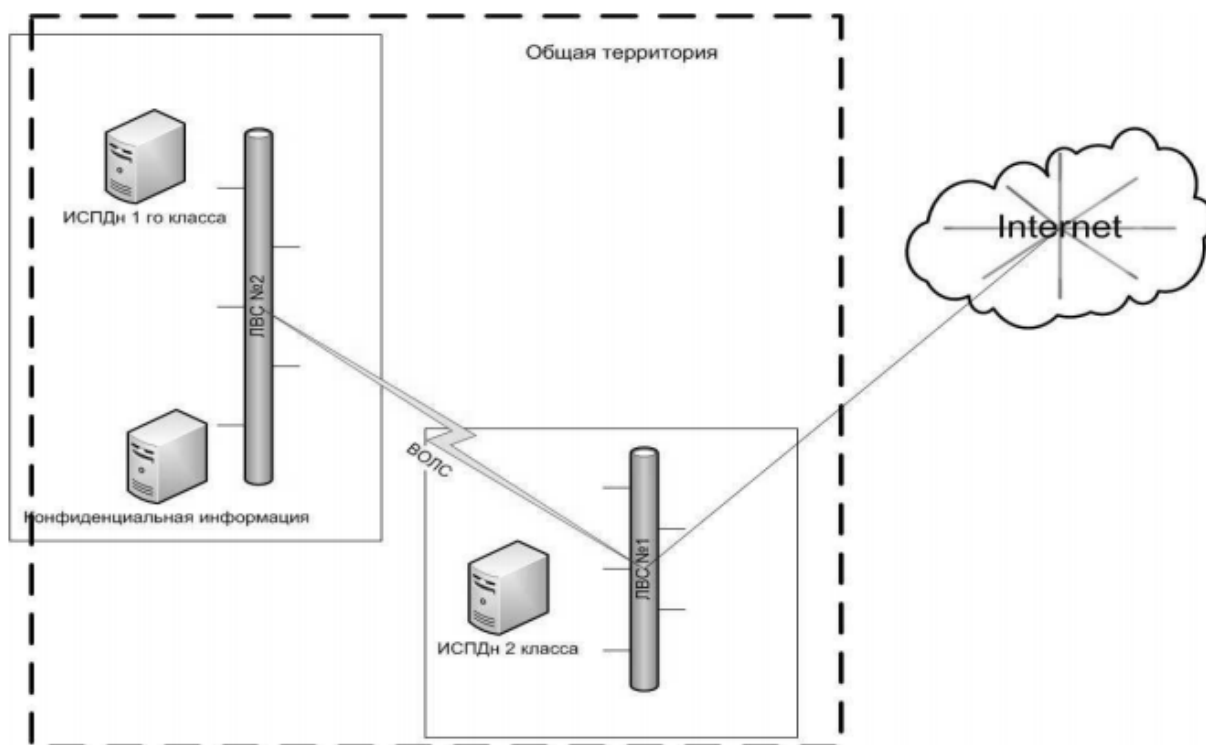 Общая территория
ИСПДн 1 го класса
ЛВС №2
Internet
ВОЛС
Конфиденциальная информация
ЛВС №1
ИСПДн 2 класса